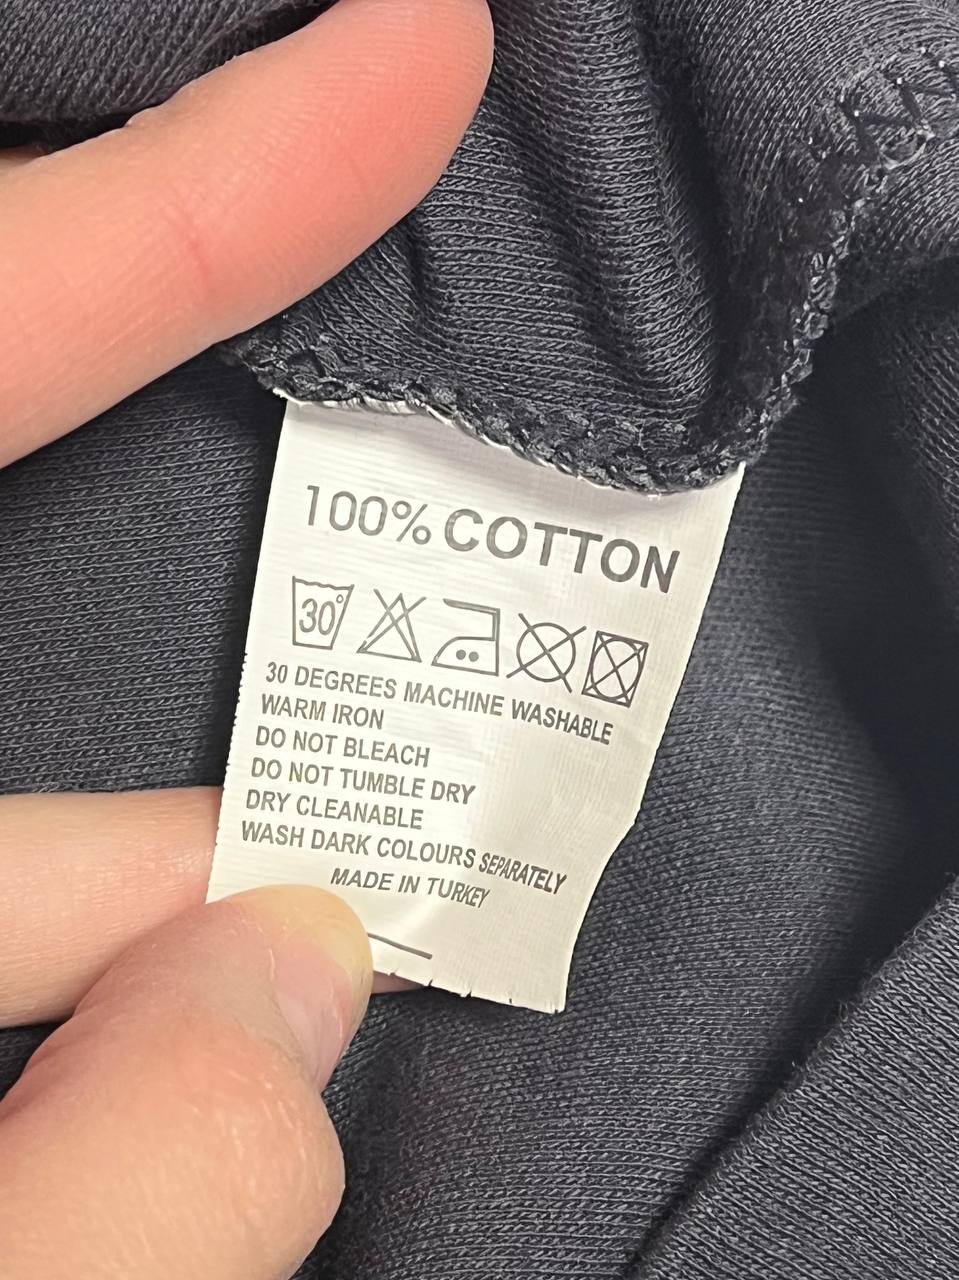 100% COTTON
30°
30 DEGREES MACHINE WASHABLE
WARM IRON
DO NOT BLEACH
DO NOT TUMBLE DRY
DRY CLEANABLE
WASH DARK COLOURS SEPARATELY
MADE IN TURKEY